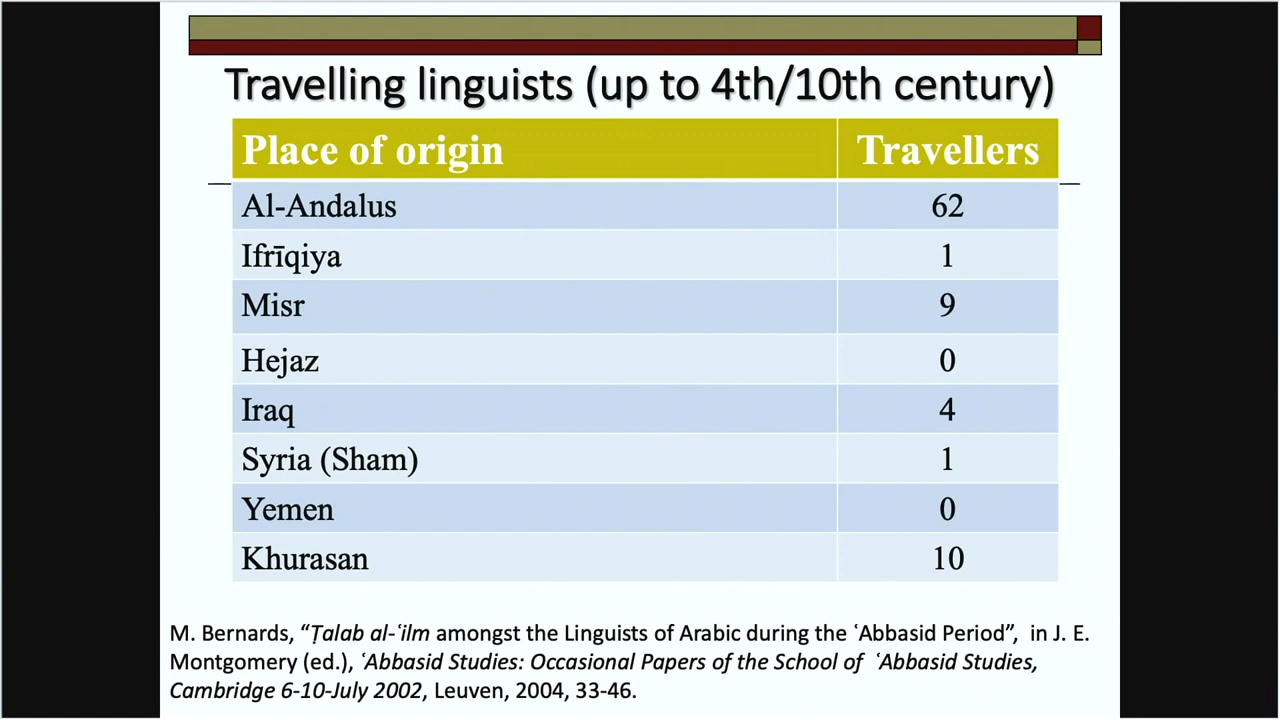 Travelling linguists (up to 4th/10th century)
Place of origin Travellers
Al-Andalus 62
Ifrīqiya 1
Misr 9
Hejaz 0
Iraq 4
Syria (Sham) 1
Yemen 0
Khurasan 10
M. Bernards, “Ṭalab al-ʿilm amongst the Linguists of Arabic during the ʿAbbasid Period”, in J. E.
Montgomery (ed.), ʿAbbasid Studies: Occasional Papers of the School of ʿAbbasid Studies,
Cambridge 6-10-July 2002, Leuven, 2004, 33-46.